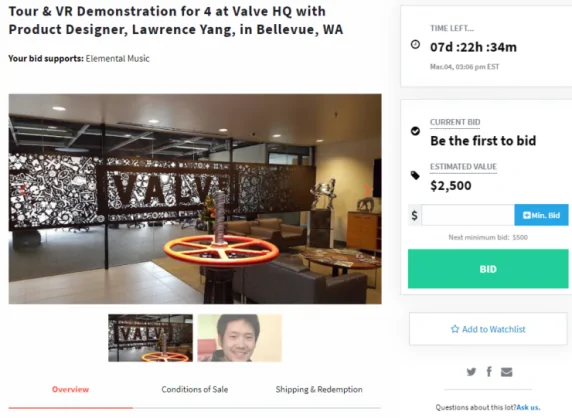 Tour & VR Demonstration for 4 at Valve HQ with
Product Designer, Lawrence Yang, in Bellevue, WA
Your bid supports: Elemental Music
VALVE
Overview
Conditions of Sale
Shipping & Redemption
TIME LEFT...
07d :22h :34m
Mar.04, 03:06 pm EST
CURRENT BID
Be the first to bid
ESTIMATED VALUE
$2,500
$
Min. Bid
Next minimum bid: $500
BID
Add to Watchlist
Questions about this lot?Ask us.